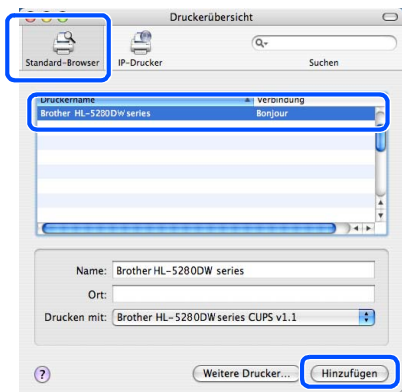 Druckerübersicht
Standard-Browser IP-Drucker Suchen
Druckername Verbindung
Brother HL-5280DW series Bonjour
Name: Brother HL-5280DW series
Ort:
Drucken mit: Brother HL-5280DW series CUPS v1.1
? Weitere Drucker... Hinzufügen